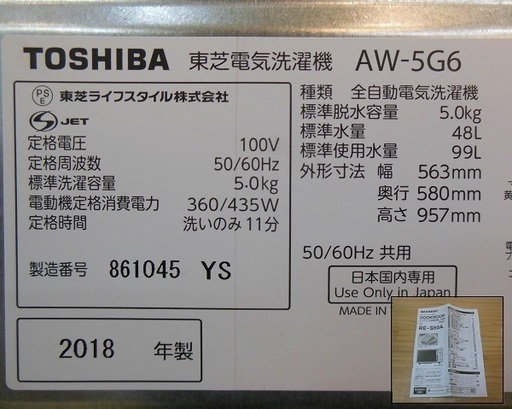 TOSHIBA 東芝電気洗濯機 AW-5G6
PS
E
東芝ライフスタイル株式会社
S JET
定格電圧 100V
定格周波数 50/60Hz
標準洗濯容量 5.0kg
電動機定格消費電力 360/435W
定格時間 洗いのみ11分
製造番号 861045 YS
2018 年製
種類 全自動電気洗濯機
標準脱水容量 5.0kg
標準水量 48L
標準使用水量 99L
外形寸法 幅 563mm
奥行 580mm
高さ 957mm
50/60Hz 共用
日本国内専用
Use Only in Japan
MADE IN
COOKBOOK
RE-S50A